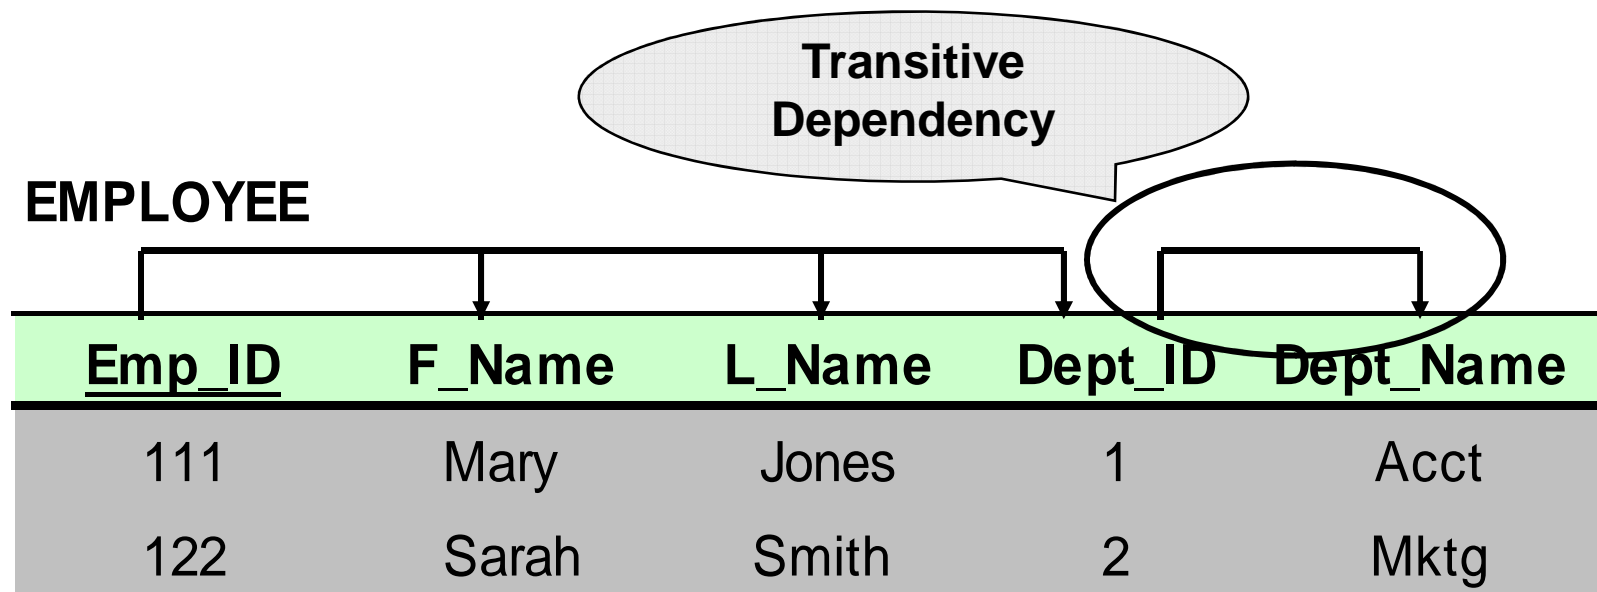 Transitive
Dependency
EMPLOYEE
Emp_ID F_Name L_Name Dept_ID Dept_Name
111 Mary Jones 1 Acct
122 Sarah Smith 2 Mktg